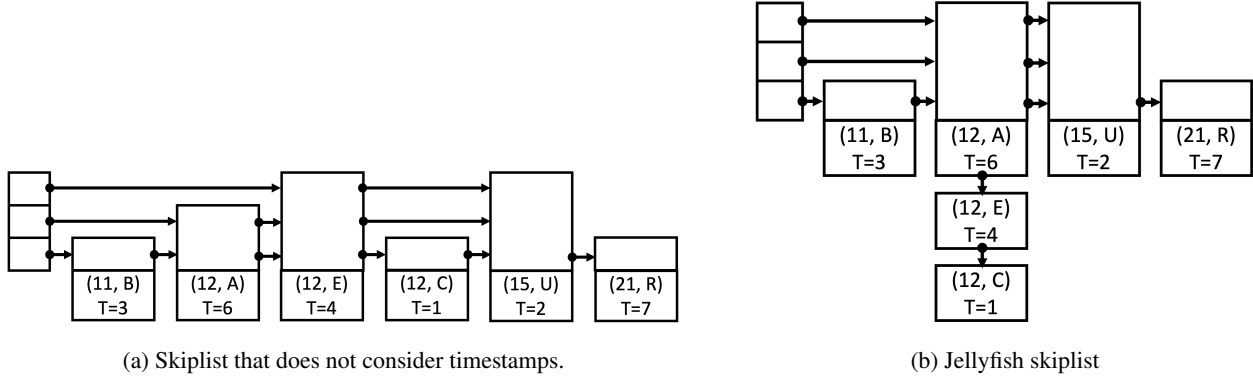 (11, B)
T=3
(12, A)
T=6
(12, E)
T=4
(12, C)
T=1
(15, U)
T=2
(21, R)
T=7
(a) Skiplist that does not consider timestamps.
(11, B)
T=3
(12, A)
T=6
(15, U)
T=2
(21, R)
T=7
(12, E)
T=4
(12, C)
T=1
(b) Jellyfish skiplist